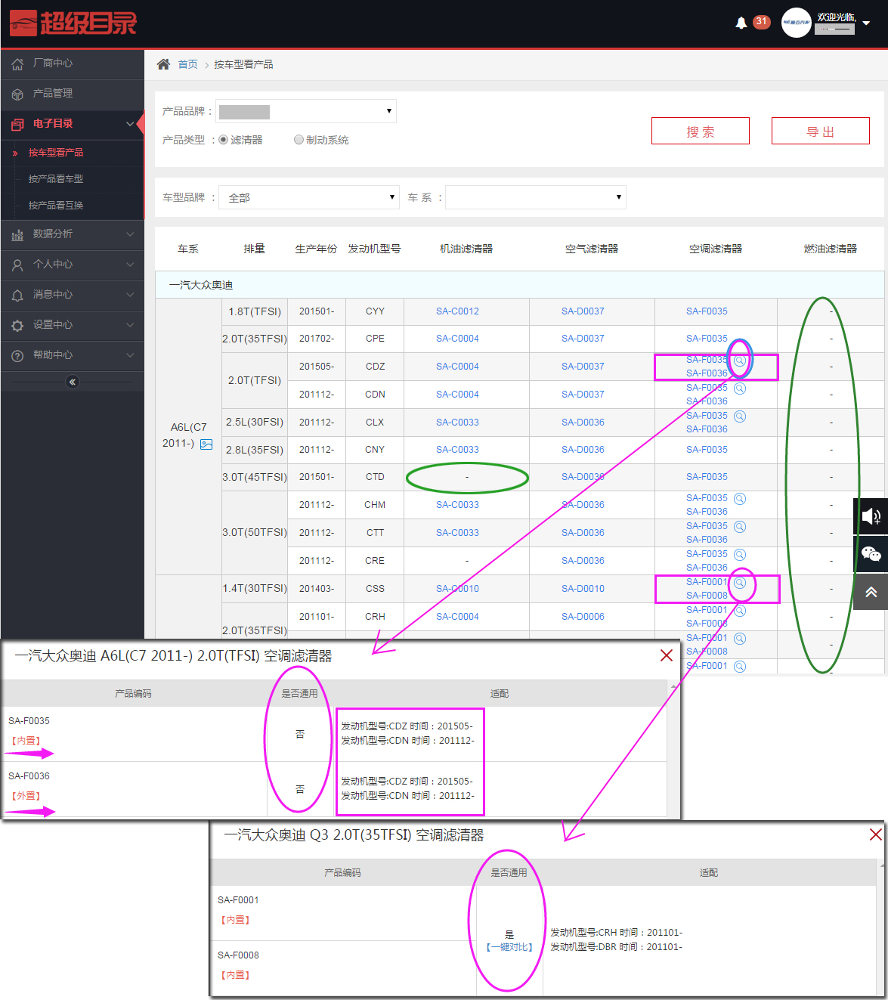 超级目录
31
欢迎光临,
厂商中心
产品管理
电子目录
按车型看产品
按产品看车型
按产品看互换
数据分析
个人中心
消息中心
设置中心
帮助中心
首页 > 按车型看产品
产品品牌：
产品类型 ： 滤清器 制动系统
搜 索
导 出
车型品牌 ： 全部
车 系 ：
车系 排量 生产年份 发动机型号 机油滤清器 空气滤清器 空调滤清器 燃油滤清器
一汽大众奥迪
A6L(C7
2011-)
1.8T(TFSI) 201501- CYY SA-C0012 SA-D0037 SA-F0035 -
2.0T(35TFSI) 201702- CPE SA-C0004 SA-D0037 SA-F0035 -
2.0T(TFSI)
201505- CDZ SA-C0004 SA-D0037 SA-F0035 -
SA-F0036
201112- CDN SA-C0004 SA-D0037 SA-F0035 -
SA-F0036
2.5L(30FSI) 201112- CLX SA-C0033 SA-D0036 SA-F0035 -
SA-F0036
2.8L(35FSI) 201112- CNY SA-C0033 SA-D0036 SA-F0035 -
3.0T(45TFSI) 201501- CTD - SA-D0036 SA-F0035 -
3.0T(50TFSI)
201112- CHM SA-C0033 SA-D0036 SA-F0035 -
SA-F0036
201112- CTT SA-C0033 SA-D0036 SA-F0035 -
SA-F0036
201112- CRE - SA-D0036 SA-F0035 -
SA-F0036
1.4T(30TFSI) 201403- CSS SA-C0010 SA-D0010 SA-F0001 -
SA-F0008
2.0T(35TFSI)
201101- CRH SA-C0004 SA-D0006 SA-F0001 -
SA-F0008
SA-F0001 -
SA-F0008
SA-F0001 -
一汽大众奥迪 A6L(C7 2011-) 2.0T(TFSI) 空调滤清器
产品编码 是否通用 适配
SA-F0035
【内置】
否
发动机型号:CDZ 时间：201505-
发动机型号:CDN 时间：201112-
SA-F0036
【外置】
否
发动机型号:CDZ 时间：201505-
发动机型号:CDN 时间：201112-
一汽大众奥迪 Q3 2.0T(35TFSI) 空调滤清器
产品编码 是否通用 适配
SA-F0001
【内置】
SA-F0008
【内置】
是
【一键对比】
发动机型号:CRH 时间：201101-
发动机型号:DBR 时间：201101-